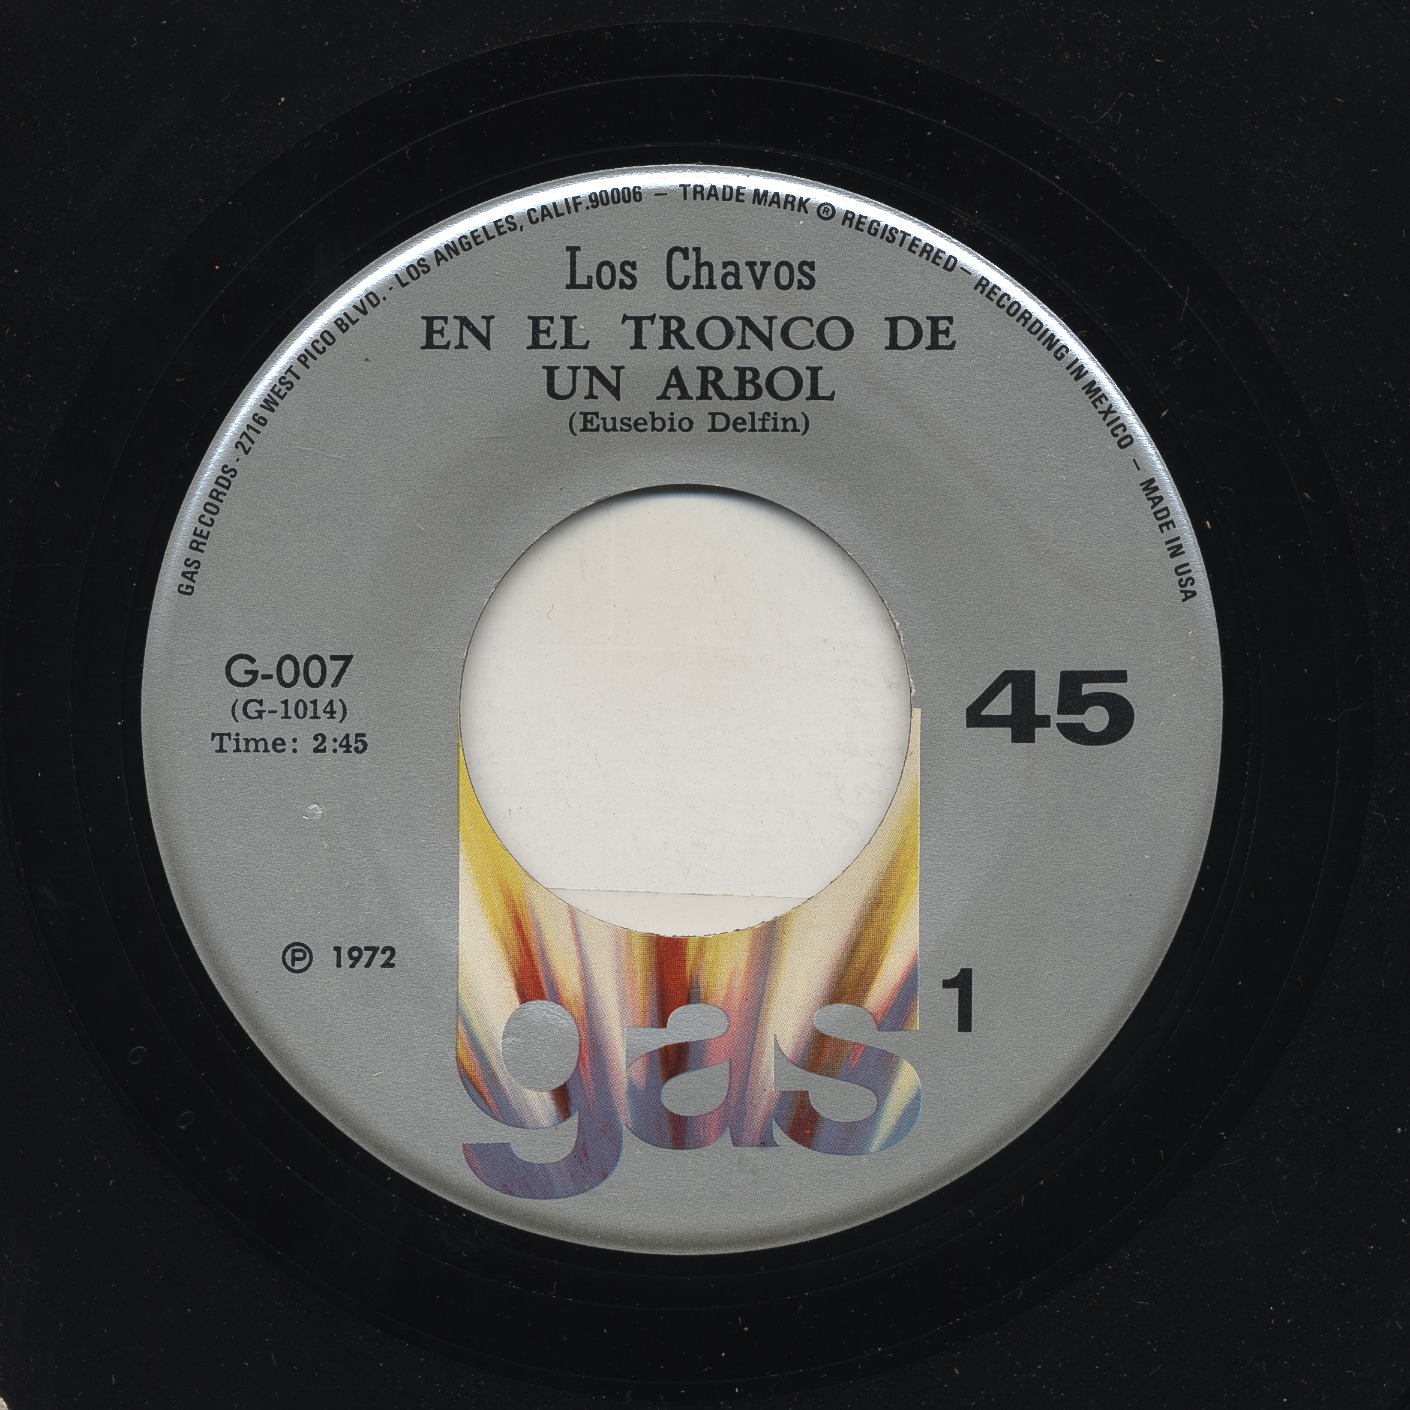 GAS RECORDS - 2716 WEST PICO BLVD. - LOS ANGELES, CALIF. 90006 – TRADE MARK ® REGISTERED – RECORDING IN MEXICO – MADE IN USA
Los Chavos
EN EL TRONCO DE
UN ARBOL
(Eusebio Delfin)
G-007
(G-1014)
Time: 2:45
45
℗ 1972
1
gas